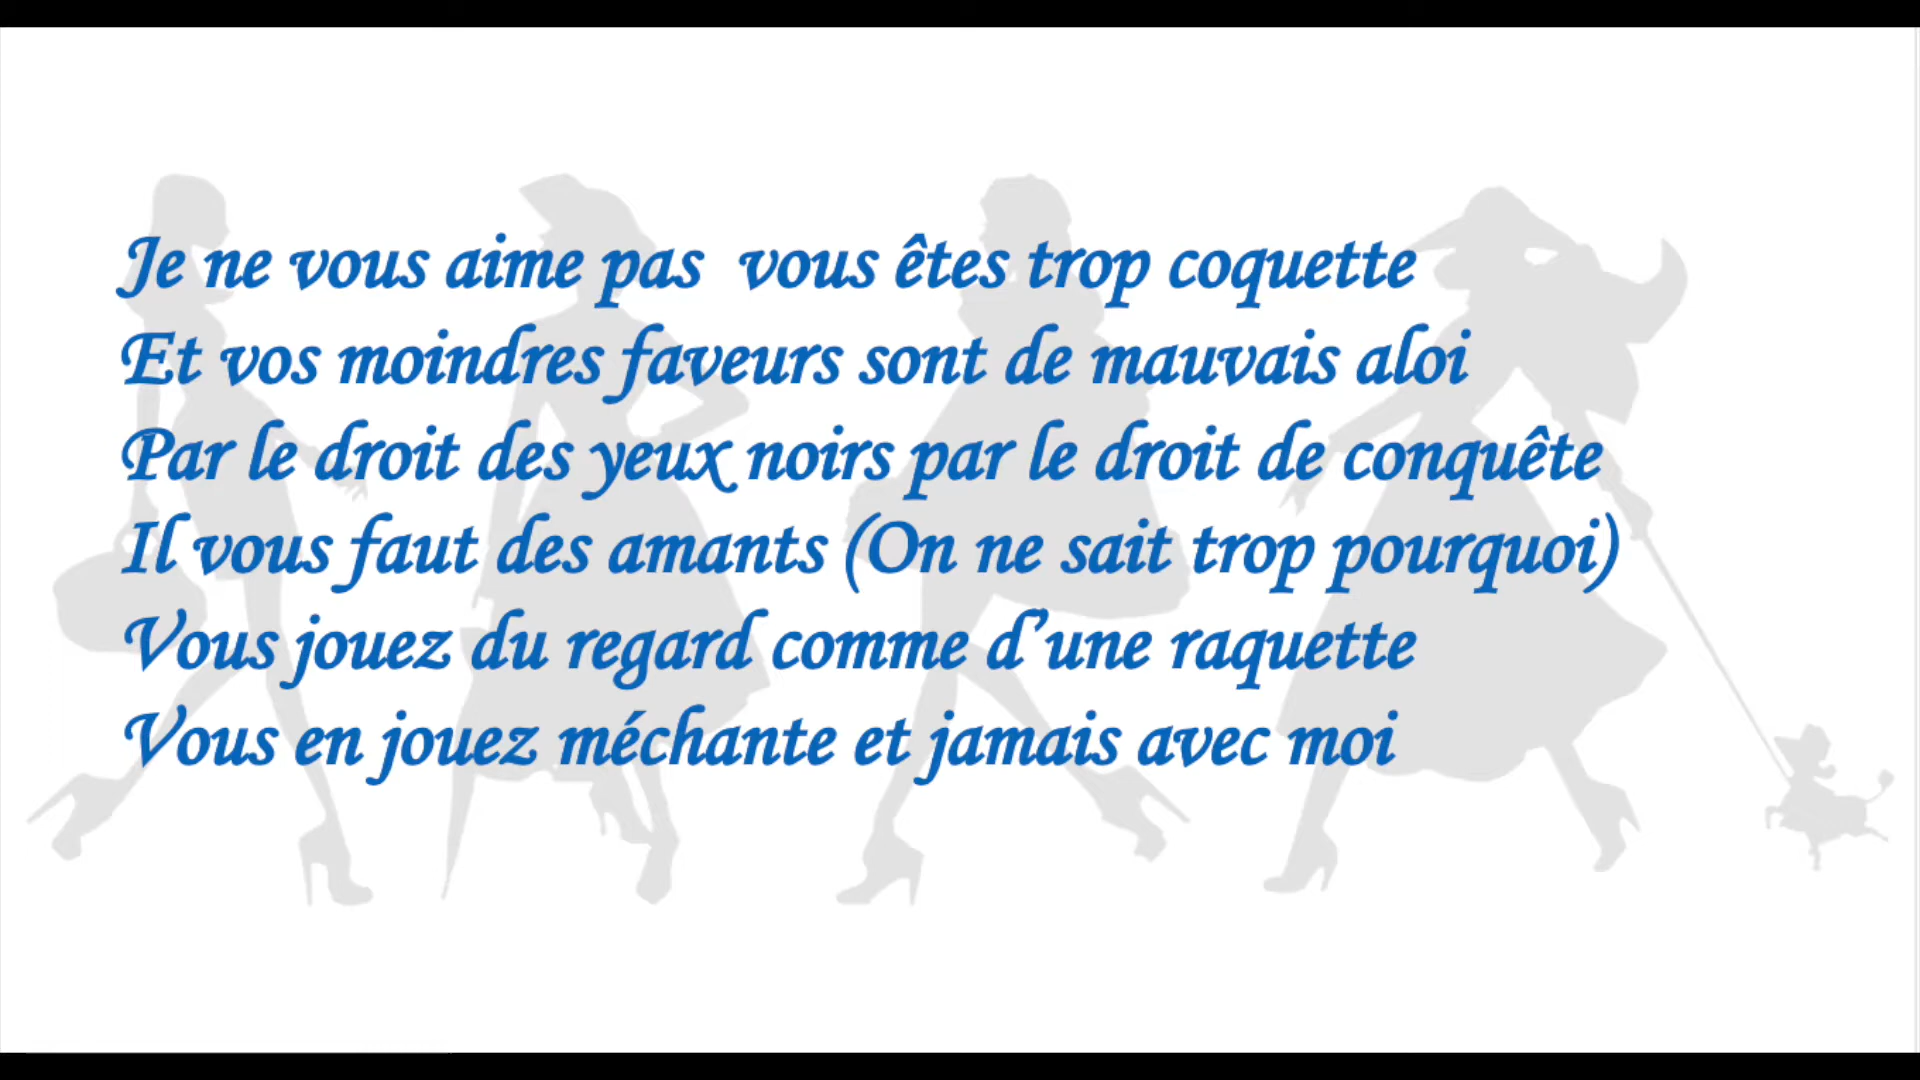 Je ne vous aime pas  vous êtes trop coquette
Et vos moindres faveurs sont de mauvais aloi
Par le droit des yeux noirs par le droit de conquête
Il vous faut des amants (On ne sait trop pourquoi)
Vous jouez du regard comme d’une raquette
Vous en jouez méchante et jamais avec moi